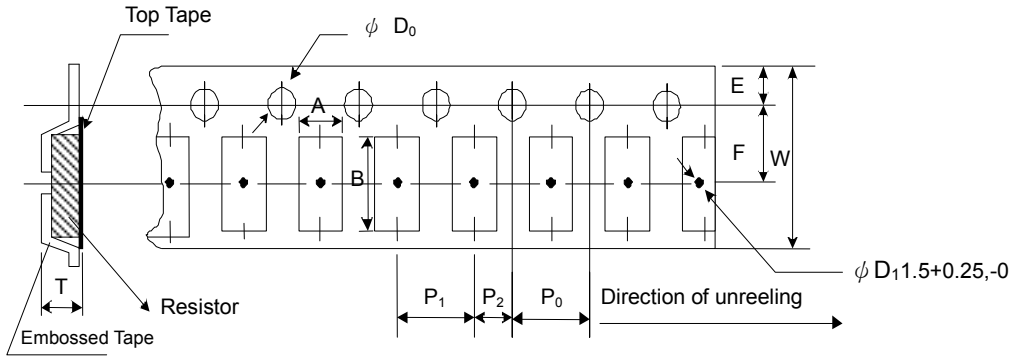 Top Tape
ϕ D₀
A
E
F
W
B
ϕ D₁1.5+0.25,-0
T
Resistor
P₁
P₂
P₀
Direction of unreeling
Embossed Tape